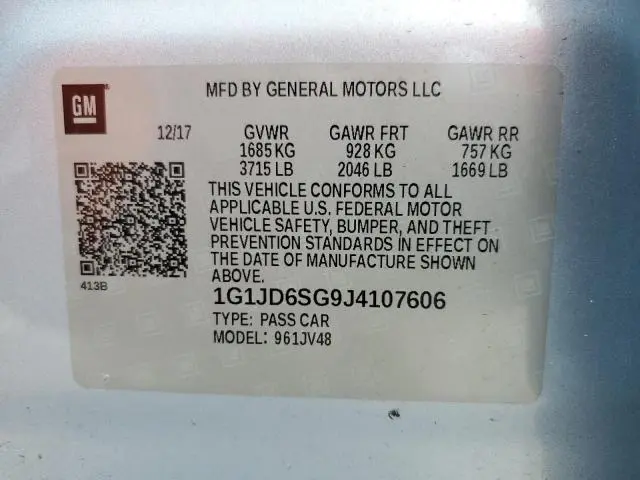 MFD BY GENERAL MOTORS LLC
GM
12/17 GVWR GAWR FRT GAWR RR
1685 KG 928 KG 757 KG
3715 LB 2046 LB 1669 LB
THIS VEHICLE CONFORMS TO ALL
APPLICABLE U.S. FEDERAL MOTOR
VEHICLE SAFETY, BUMPER, AND THEFT
PREVENTION STANDARDS IN EFFECT ON
THE DATE OF MANUFACTURE SHOWN
ABOVE.
413B
1G1JD6SG9J4107606
TYPE: PASS CAR
MODEL: 961JV48